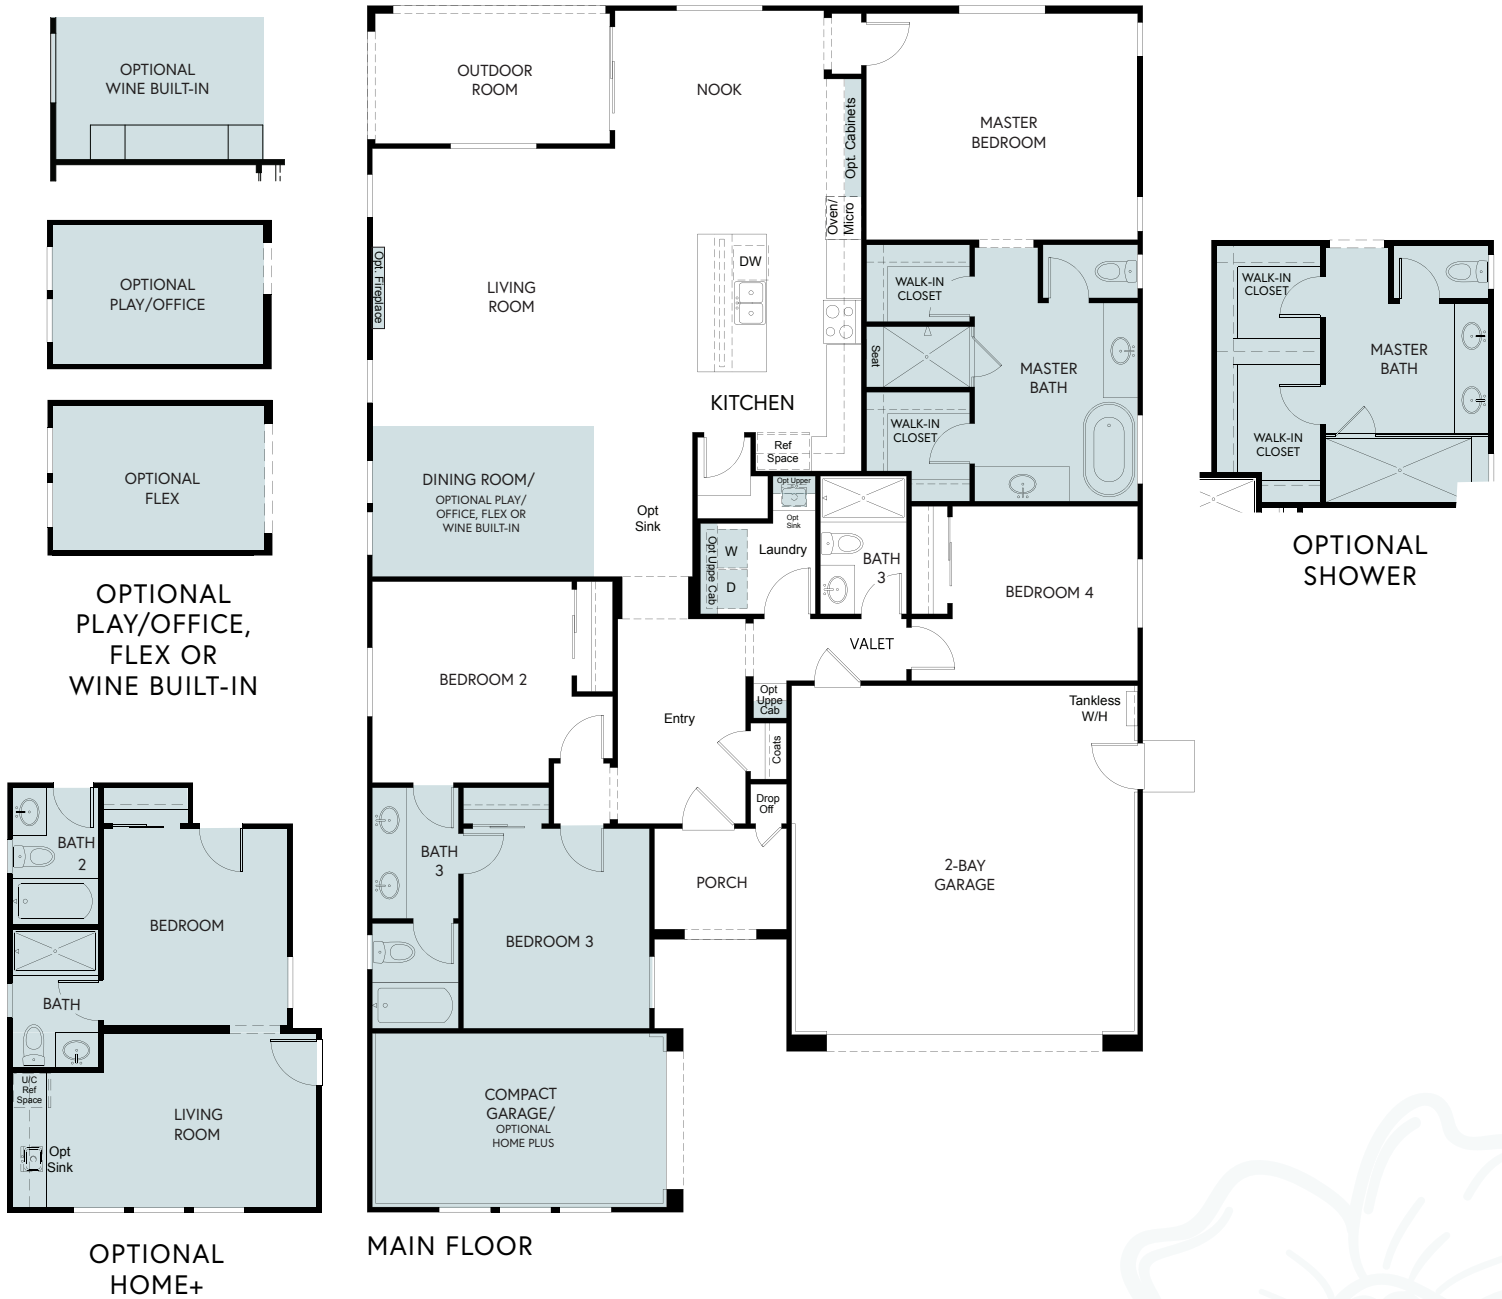 OPTIONAL
WINE BUILT-IN
OPTIONAL
PLAY/OFFICE
OPTIONAL
FLEX
OPTIONAL
PLAY/OFFICE,
FLEX OR
WINE BUILT-IN
OUTDOOR
ROOM
NOOK
MASTER
BEDROOM
Opt. Cabinets
Oven/
Micro
DW
LIVING
ROOM
Opt. Fireplace
KITCHEN
Ref
Space
WALK-IN
CLOSET
Seat
MASTER
BATH
WALK-IN
CLOSET
DINING ROOM/
OPTIONAL PLAY/
OFFICE, FLEX OR
WINE BUILT-IN
Opt
Sink
Opt Upper
Opt
Sink
Laundry
Opt Uppe Cab
W
D
BATH
3
BEDROOM 4
VALET
BEDROOM 2
Entry
Opt
Uppe
Cab
Coats
Drop
Off
Tankless
W/H
2-BAY
GARAGE
PORCH
BATH
3
BEDROOM 3
COMPACT
GARAGE/
OPTIONAL
HOME PLUS
MAIN FLOOR
BATH
2
BEDROOM
BATH
U/C
Ref
Space
LIVING
ROOM
Opt
Sink
OPTIONAL
HOME+
WALK-IN
CLOSET
MASTER
BATH
WALK-IN
CLOSET
OPTIONAL
SHOWER